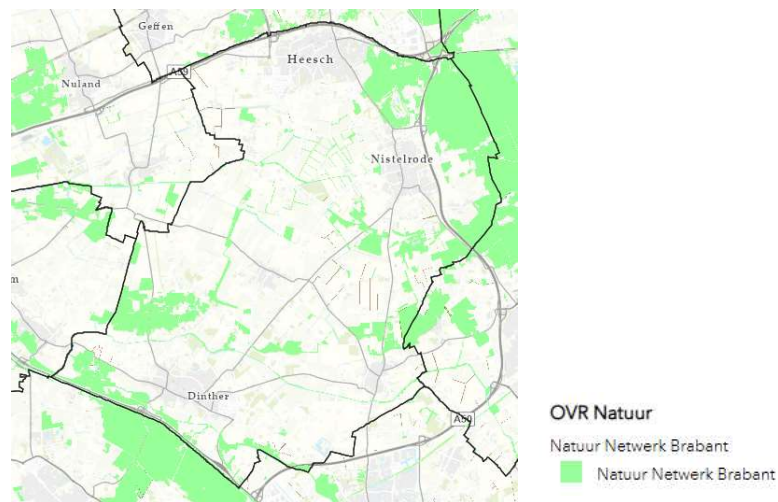 Geffen
A59
Heesch
Nuland
Nistelrode
m
Dinther
A50
OVR Natuur
Natuur Netwerk Brabant
Natuur Netwerk Brabant